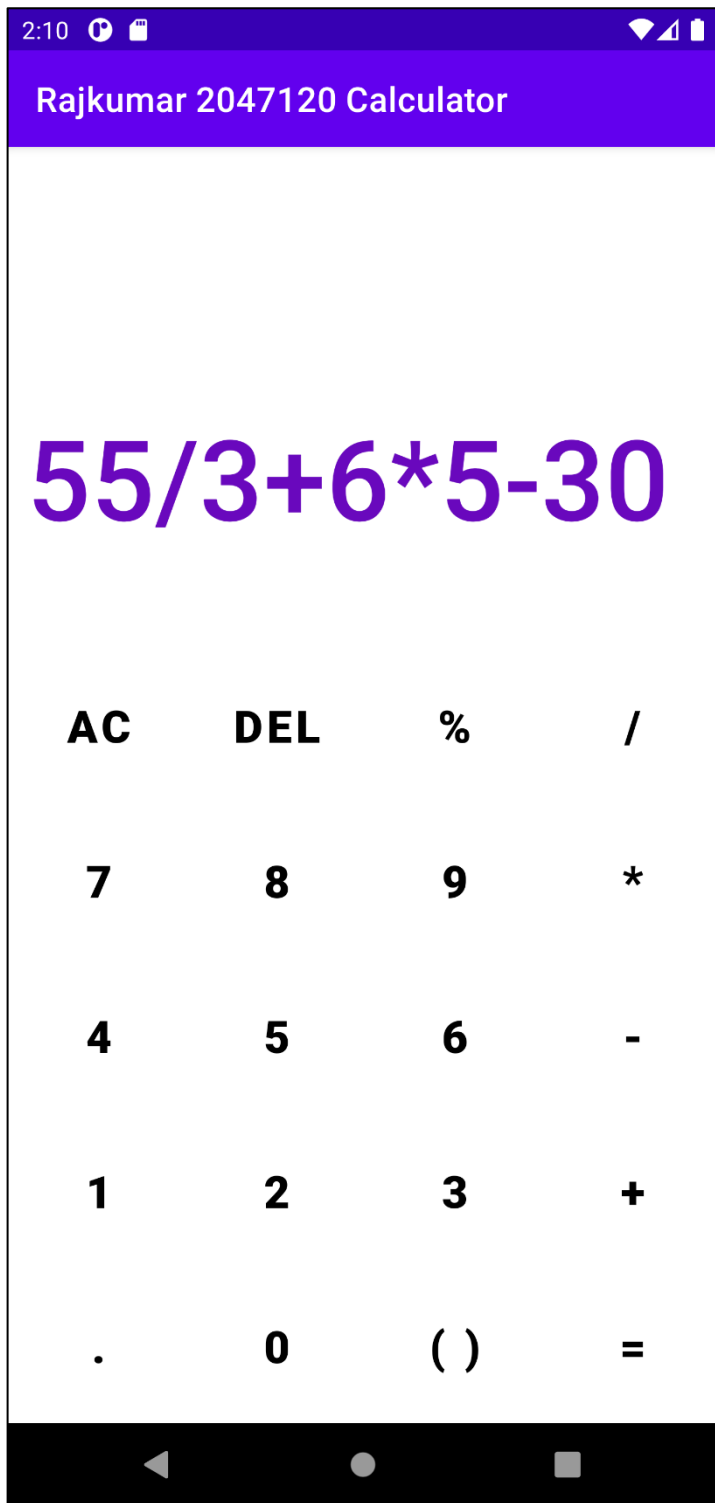 2:10
Rajkumar 2047120 Calculator
55/3+6*5-30
AC DEL % /
7 8 9 *
4 5 6 -
1 2 3 +
. 0 ( ) =